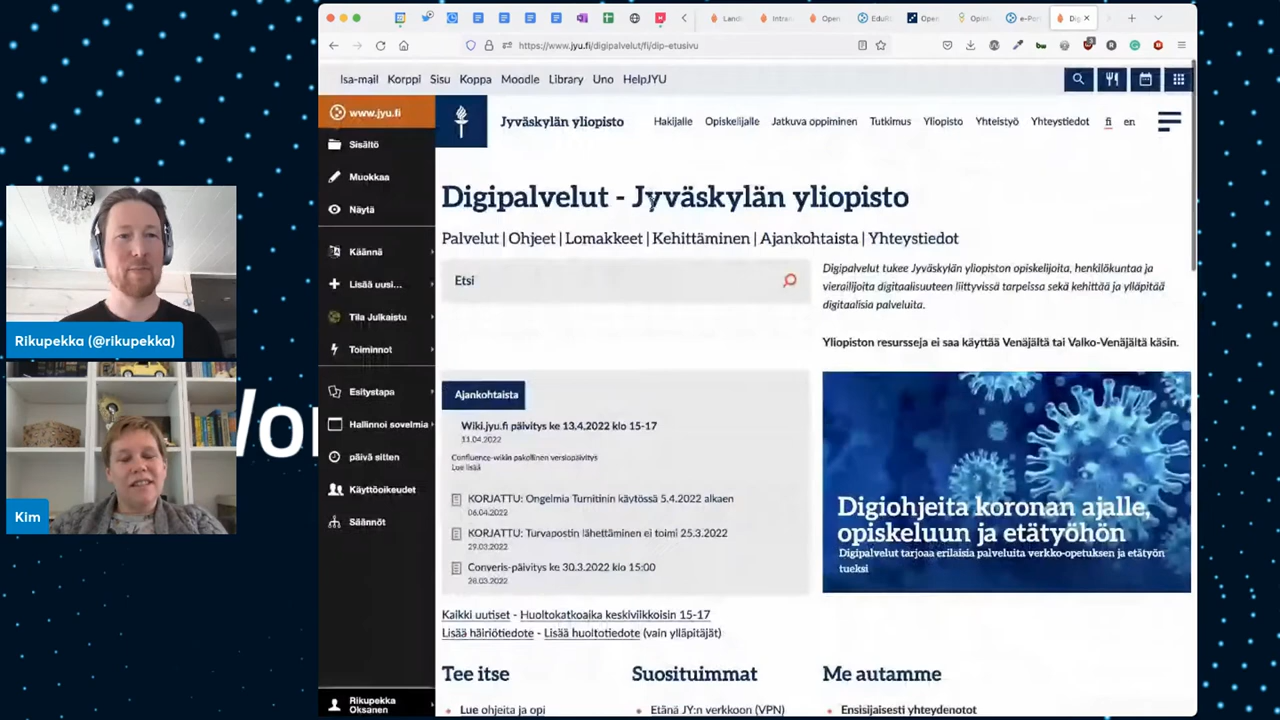 Landi
Intra
Open
EduRi
Open
Opini
e-Port
Dig
https://www.jyu.fi/digipalvelut/fi/dip-etusivu
Isa-mail Korppi Sisu Koppa Moodle Library Uno HelpJYU
www.jyu.fi
Jyväskylän yliopisto
Hakijalle Opiskelijalle Jatkuva oppiminen Tutkimus Yliopisto Yhteistyö Yhteystiedot fi en
Sisältö
Muokkaa
Näytä
Käännä
Lisää uusi...
Tila Julkaistu
Toiminnot
Esitystapa
Hallinnoi sovelmia
päivä sitten
Käyttöoikeudet
Säännöt
Rikupekka Oksanen
Digipalvelut - Jyväskylän yliopisto
Palvelut | Ohjeet | Lomakkeet | Kehittäminen | Ajankohtaista | Yhteystiedot
Etsi
Digipalvelut tukee Jyväskylän yliopiston opiskelijoita, henkilökuntaa ja
vierailijoita digitaalisuuteen liittyvissä tarpeissa sekä kehittää ja ylläpitää
digitaalisia palveluita.
Yliopiston resursseja ei saa käyttää Venäjältä tai Valko-Venäjältä käsin.
Ajankohtaista
Wiki.jyu.fi päivitys ke 13.4.2022 klo 15-17
11.04.2022
Confluence-wikin pakollinen versiopäivitys
Lue lisää
KORJATTU: Ongelmia Turnitinin käytössä 5.4.2022 alkaen
06.04.2022
KORJATTU: Turvapostin lähettäminen ei toimi 25.3.2022
29.03.2022
Converis-päivitys ke 30.3.2022 klo 15:00
28.03.2022
Digiohjeita koronan ajalle,
opiskeluun ja etätyöhön
Digipalvelut tarjoaa erilaisia palveluita verkko-opetuksen ja etätyön
tueksi
Kaikki uutiset - Huoltokatkoaika keskiviikkoisin 15-17
Lisää häiriötiedote - Lisää huoltotiedote (vain ylläpitäjät)
Tee itse
Suosituimmat
Me autamme
Lue ohjeita ja opi
Etänä JY:n verkkoon (VPN)
Ensisijaisesti yhteydenotot
Rikupekka (@rikupekka)
Kim